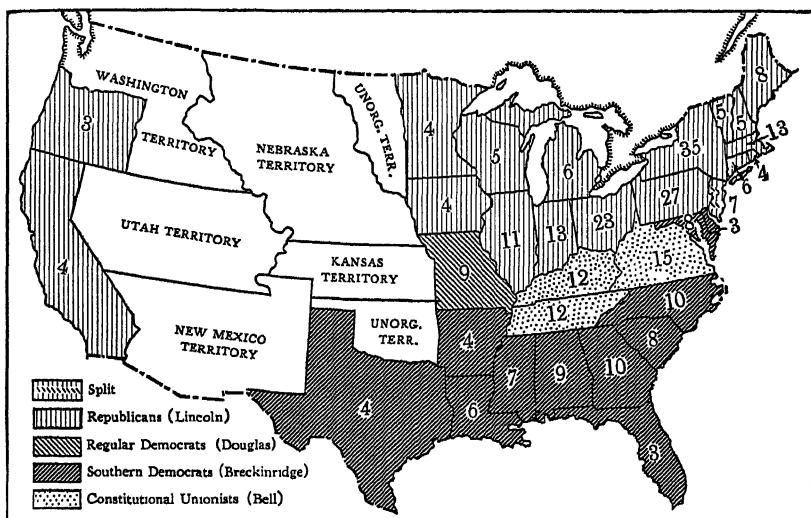 WASHINGTON
TERRITORY
NEBRASKA
TERRITORY
UNORG. TERR.
UTAH TERRITORY
KANSAS
TERRITORY
NEW MEXICO
TERRITORY
UNORG.
TERR.
3
4
4
5
6
4
11
13
23
27
35
5
5
8
13
4
6
7
3
8
9
12
15
12
10
4
7
9
10
8
4
6
3
Split
Republicans (Lincoln)
Regular Democrats (Douglas)
Southern Democrats (Breckinridge)
Constitutional Unionists (Bell)